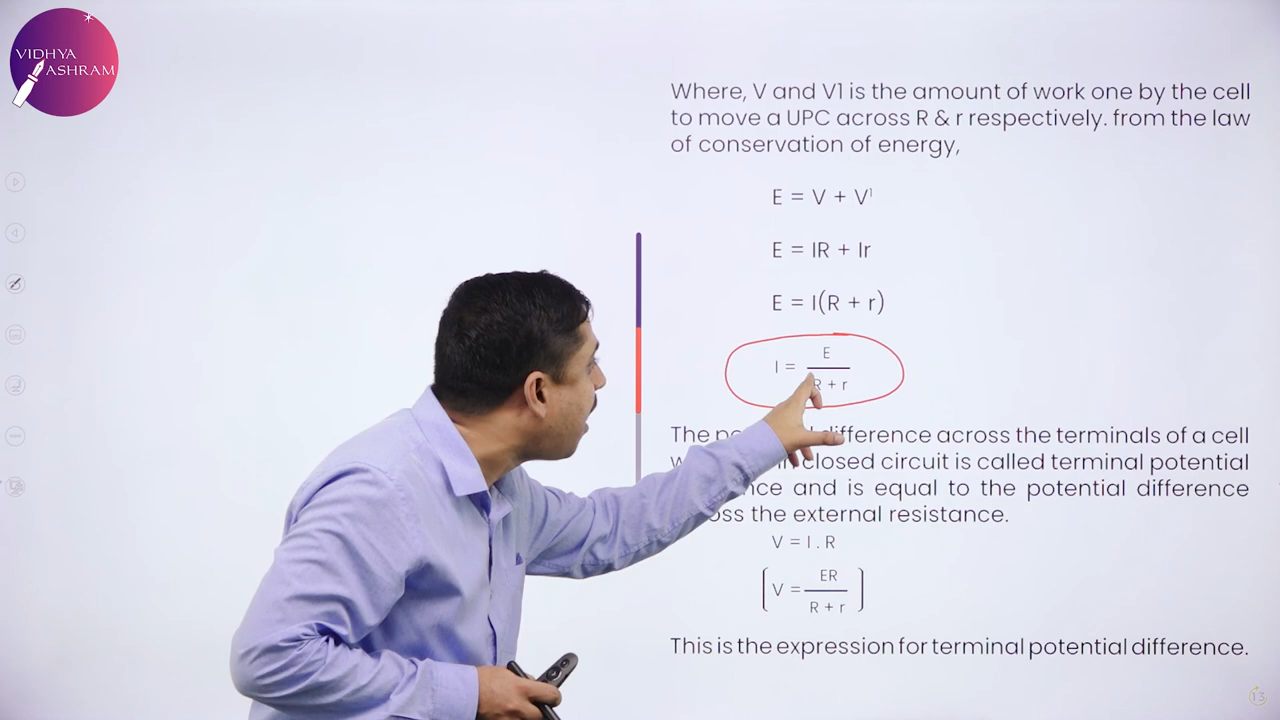 VIDHYA
ASHRAM
Where, V and V1 is the amount of work one by the cell
to move a UPC across R & r respectively. from the law
of conservation of energy,
E = V + V¹
E = IR + Ir
E = I(R + r)
I = E / R + r
The difference across the terminals of a cell
in closed circuit is called terminal potential
and is equal to the potential difference
the external resistance.
V = I . R
[V = ER / R + r]
This is the expression for terminal potential difference.
13